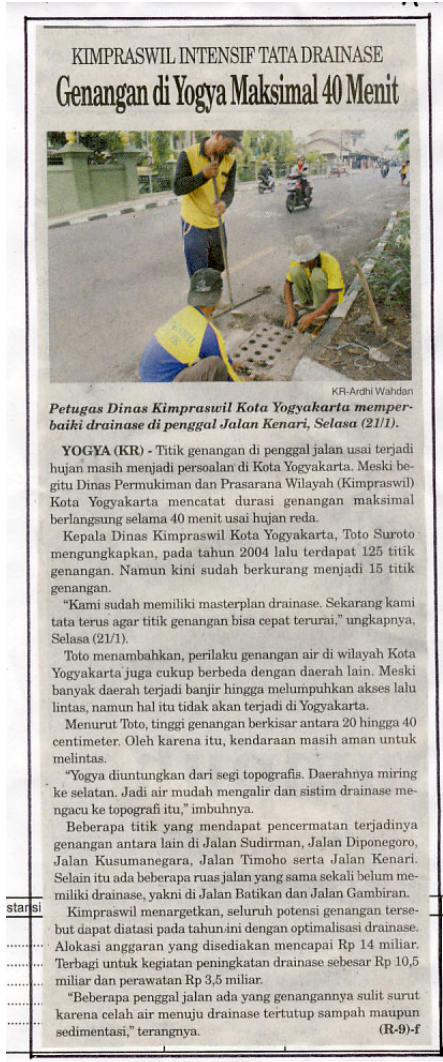 KIMPRASWIL INTENSIF TATA DRAINASE
Genangan di Yogya Maksimal 40 Menit
KR-Ardhi Wahdan
Petugas Dinas Kimpraswil Kota Yogyakarta memper-
baiki drainase di penggal Jalan Kenari, Selasa (21/1).
YOGYA (KR) - Titik genangan di penggal jalan usai terjadi
hujan masih menjadi persoalan di Kota Yogyakarta. Meski be-
gitu Dinas Permukiman dan Prasarana Wilayah (Kimpraswil)
Kota Yogyakarta mencatat durasi genangan maksimal
berlangsung selama 40 menit usai hujan reda.
Kepala Dinas Kimpraswil Kota Yogyakarta, Toto Suroto
mengungkapkan, pada tahun 2004 lalu terdapat 125 titik
genangan. Namun kini sudah berkurang menjadi 15 titik
genangan.
“Kami sudah memiliki masterplan drainase. Sekarang kami
tata terus agar titik genangan bisa cepat terurai,” ungkapnya,
Selasa (21/1).
Toto menambahkan, perilaku genangan air di wilayah Kota
Yogyakarta juga cukup berbeda dengan daerah lain. Meski
banyak daerah terjadi banjir hingga melumpuhkan akses lalu
lintas, namun hal itu tidak akan terjadi di Yogyakarta.
Menurut Toto, tinggi genangan berkisar antara 20 hingga 40
centimeter. Oleh karena itu, kendaraan masih aman untuk
melintas.
“Yogya diuntungkan dari segi topografis. Daerahnya miring
ke selatan. Jadi air mudah mengalir dan sistim drainase me-
ngacu ke topografi itu,” imbuhnya.
Beberapa titik yang mendapat pencermatan terjadinya
genangan antara lain di Jalan Sudirman, Jalan Diponegoro,
Jalan Kusumanegara, Jalan Timoho serta Jalan Kenari.
Selain itu ada beberapa ruas jalan yang sama sekali belum me-
miliki drainase, yakni di Jalan Batikan dan Jalan Gambiran.
Kimpraswil menargetkan, seluruh potensi genangan terse-
but dapat diatasi pada tahun ini dengan optimalisasi drainase.
Alokasi anggaran yang disediakan mencapai Rp 14 miliar.
Terbagi untuk kegiatan peningkatan drainase sebesar Rp 10,5
miliar dan perawatan Rp 3,5 miliar.
“Beberapa penggal jalan ada yang genangannya sulit surut
karena celah air menuju drainase tertutup sampah maupun
sedimentasi,” terangnya. (R-9)-f
stansi